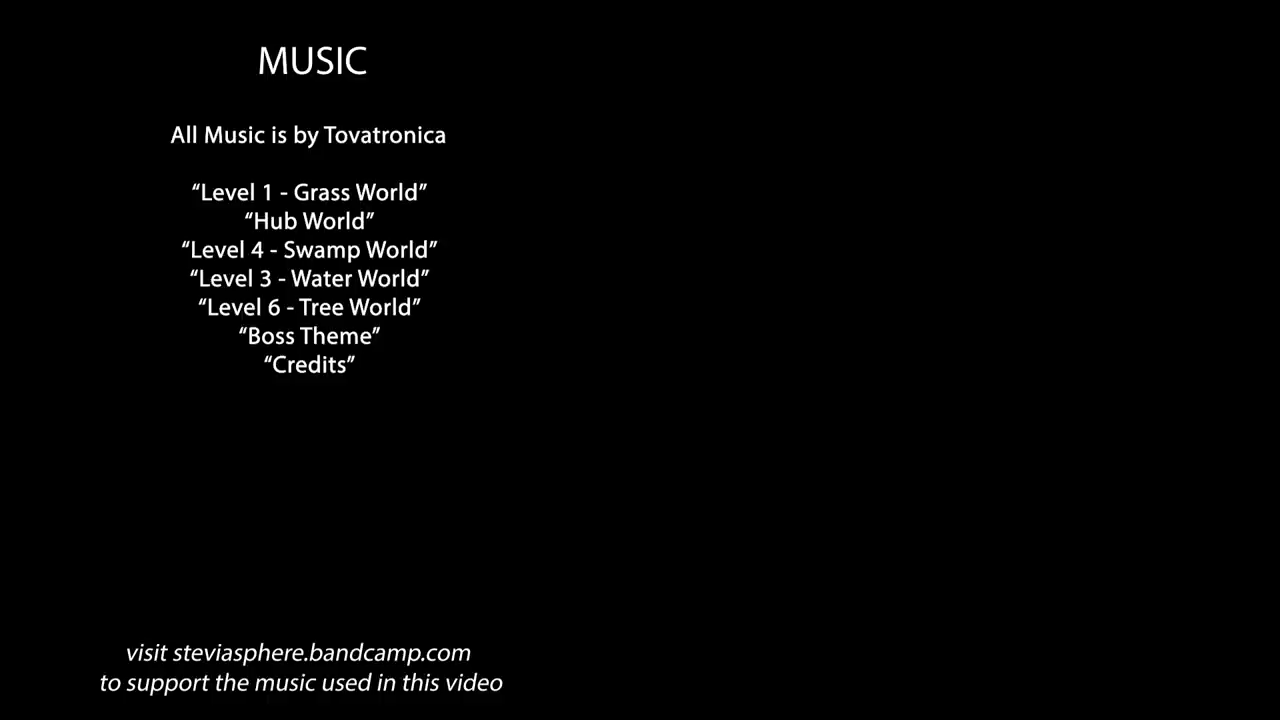 MUSIC
All Music is by Tovatronica
“Level 1 - Grass World”
“Hub World”
“Level 4 - Swamp World”
“Level 3 - Water World”
“Level 6 - Tree World”
“Boss Theme”
“Credits”
visit steviasphere.bandcamp.com
to support the music used in this video